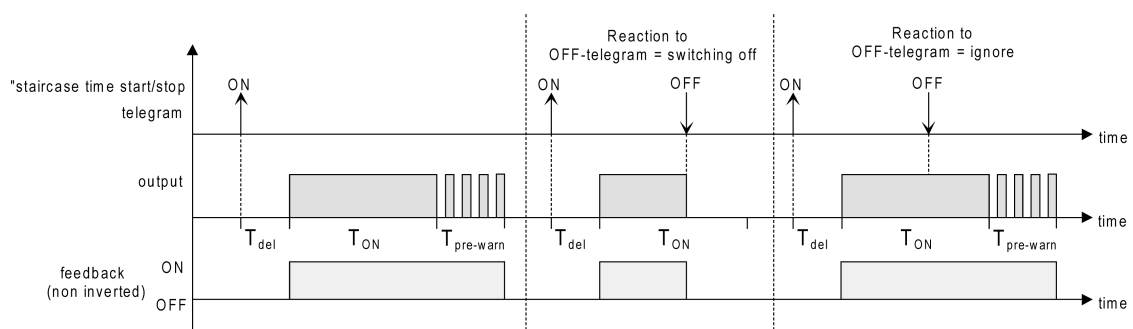 Reaction to
OFF-telegram = switching off
Reaction to
OFF-telegram = ignore
"staircase time start/stop
telegram
ON
ON
OFF
ON
OFF
time
output
time
T del
T ON
T pre-warn
T del
T ON
T del
T ON
T pre-warn
feedback
(non inverted)
ON
OFF
time